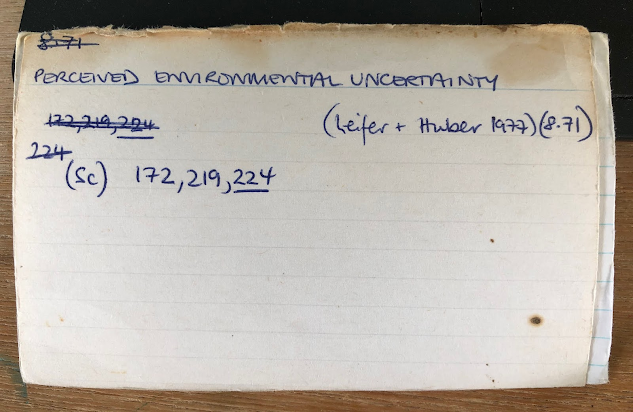 8.71
PERCEIVED ENVIRONMENTAL UNCERTAINTY
172,219,224 (Leifer + Huber 1977)(8.71)
224
(Sc) 172,219,224